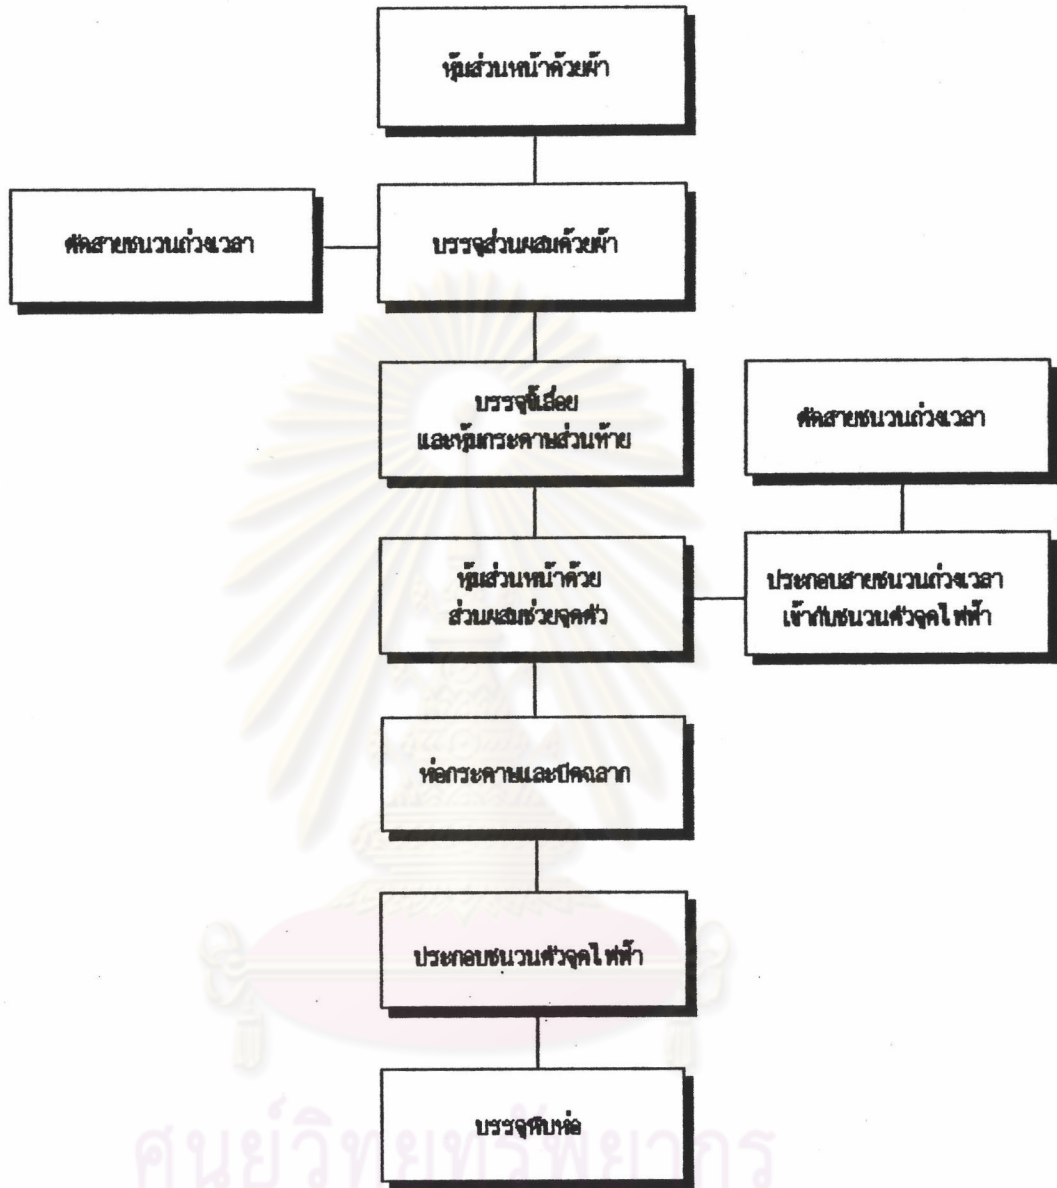 หุ้มส่วนหน้าด้วยผ้า
ตัดสายชนวนถ่วงเวลา
บรรจุส่วนผสมด้วยผ้า
บรรจุขี้เลื่อย
และหุ้มกระดาษส่วนท้าย
ตัดสายชนวนถ่วงเวลา
หุ้มส่วนหน้าด้วย
ส่วนผสมช่วยจุดตัว
ประกอบสายชนวนถ่วงเวลา
เข้ากับชนวนตัวจุดไฟฟ้า
ห่อกระดาษและปิดฉลาก
ประกอบชนวนตัวจุดไฟฟ้า
บรรจุหีบห่อ
ศูนย์วิทยทรัพยากร